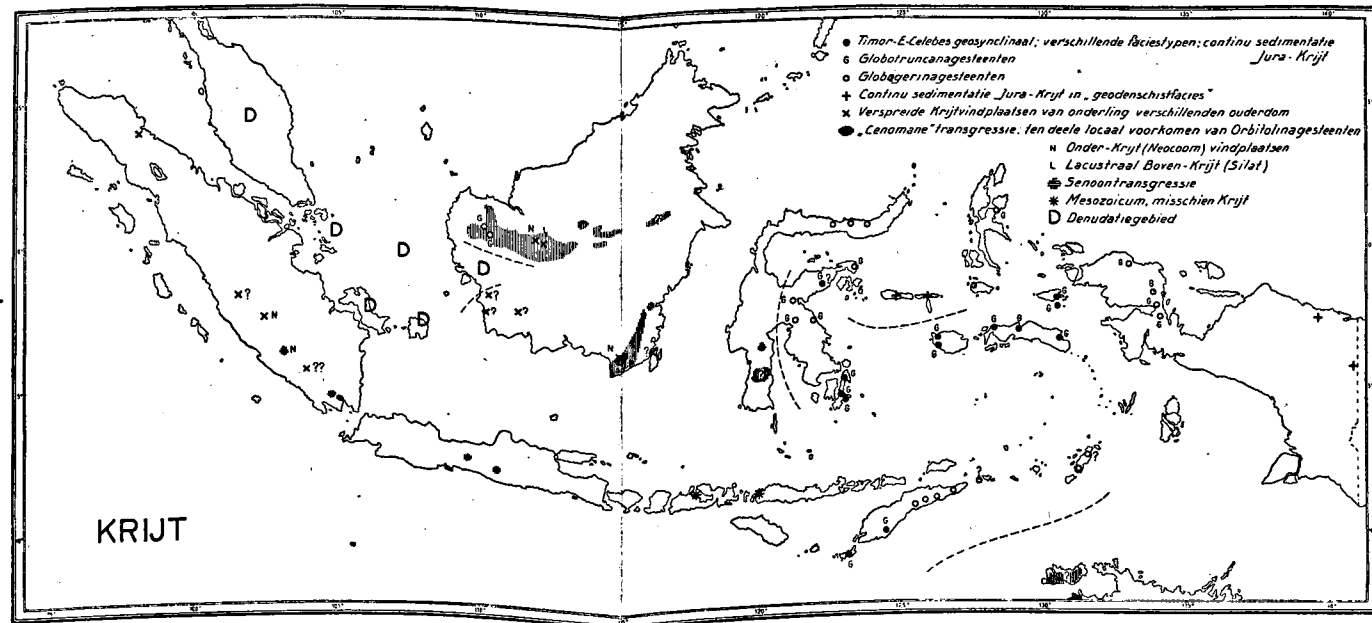 Timor-E-Celebes geosynclinaal; verschillende faciestypen; continu sedimentatie
Jura-Krijt
G Globotruncanagesteenten
Globigerinagesteenten
+ Continu sedimentatie „Jura-Krijt in „geodenschistfacies"
x Verspreide Krijtvindplaatsen van onderling verschillenden ouderdom
„Cenomane" transgressie; ten deele locaal voorkomen van Orbitolinagesteenten
N Onder-Kryt (Neocoom) vindplaatsen
L Lacustraal Boven-Krijt (Silat)
Senoontransgressie
Mesozoicum, misschien Krijt
D Denudatiegebied
KRIJT